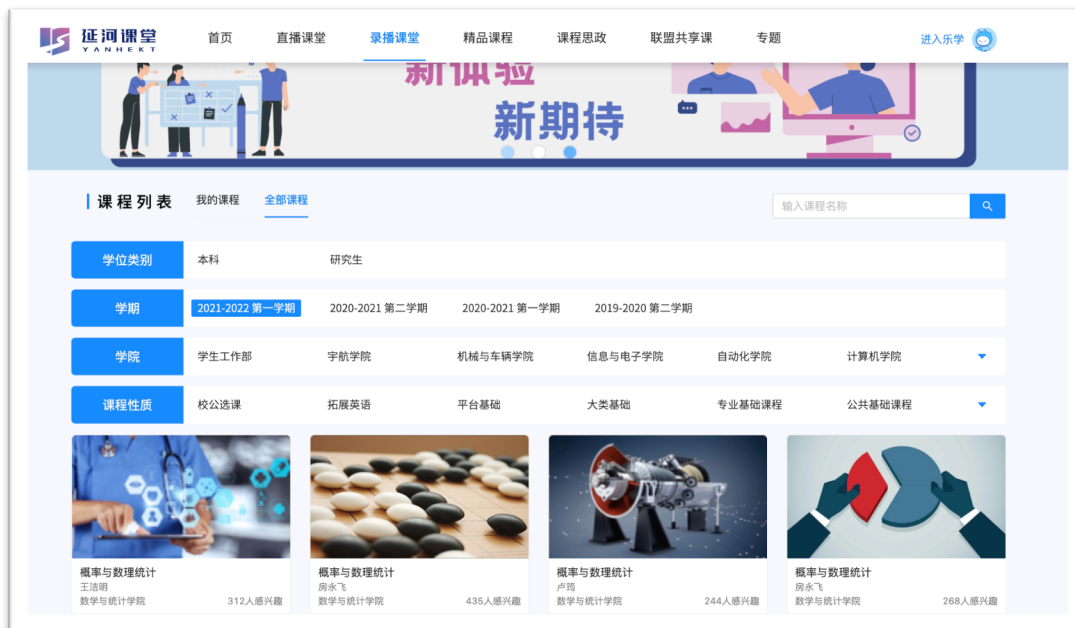 延河课堂
YANHEKT
首页 直播课堂 录播课堂 精品课程 课程思政 联盟共享课 专题 进入乐学
新体验
新期待
课程列表 我的课程 全部课程 输入课程名称
学位类别 本科 研究生
学期 2021-2022 第一学期 2020-2021 第二学期 2020-2021 第一学期 2019-2020 第二学期
学院 学生工作部 宇航学院 机械与车辆学院 信息与电子学院 自动化学院 计算机学院
课程性质 校公选课 拓展英语 平台基础 大类基础 专业基础课程 公共基础课程
概率与数理统计 概率与数理统计 概率与数理统计 概率与数理统计
王洁明 房永飞 卢筠 房永飞
数学与统计学院 312人感兴趣 数学与统计学院 435人感兴趣 数学与统计学院 244人感兴趣 数学与统计学院 268人感兴趣